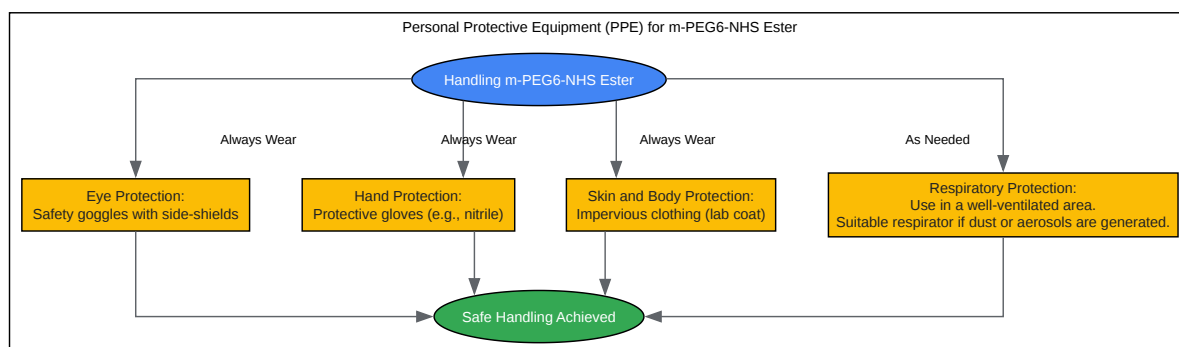 Personal Protective Equipment (PPE) for m-PEG6-NHS Ester
Handling m-PEG6-NHS Ester
Always Wear
Always Wear
Always Wear
As Needed
Eye Protection:
Safety goggles with side-shields
Hand Protection:
Protective gloves (e.g., nitrile)
Skin and Body Protection:
Impervious clothing (lab coat)
Respiratory Protection:
Use in a well-ventilated area.
Suitable respirator if dust or aerosols are generated.
Safe Handling Achieved